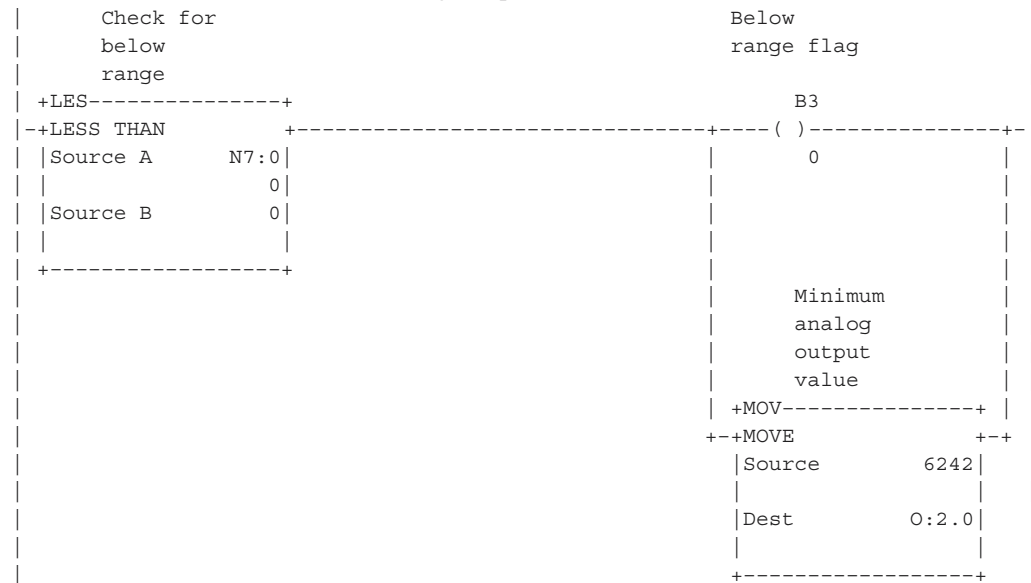 Check for Below
below range flag
range
LES B3
LESS THAN ( )
Source A N7:0 0
0
Source B 0
Minimum
analog
output
value
MOV
MOVE
Source 6242
Dest O:2.0